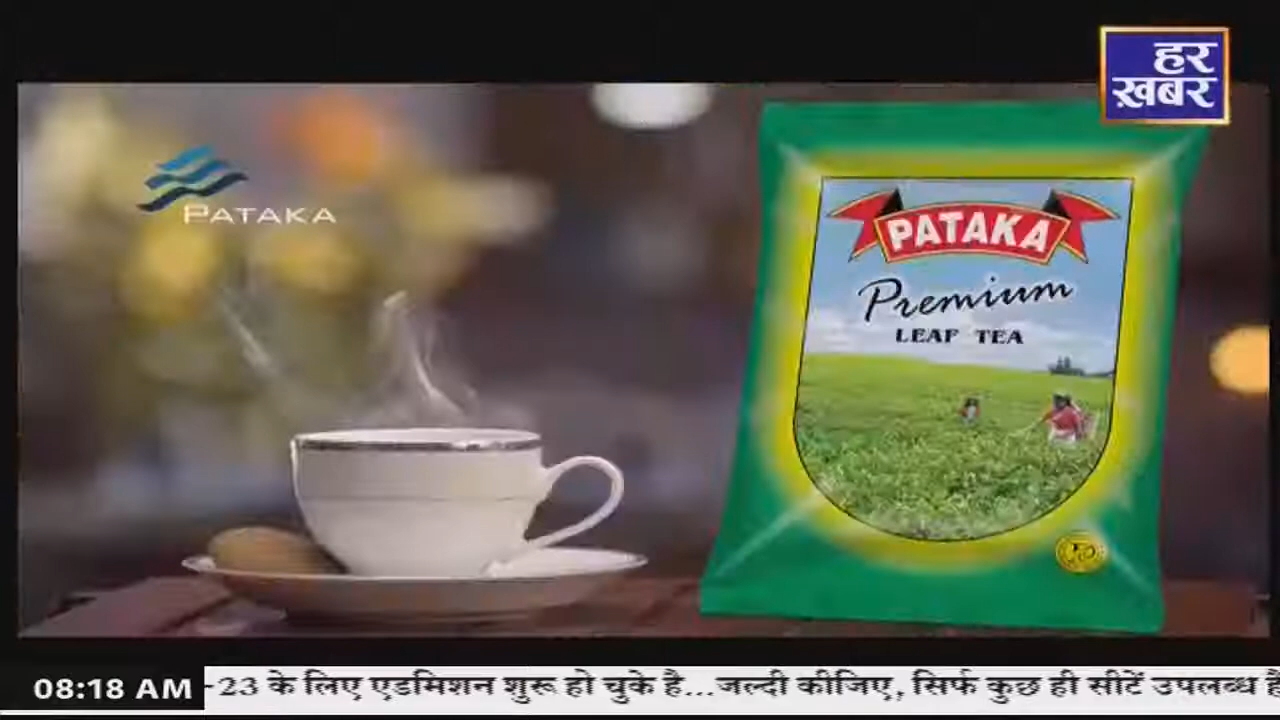 हर
ख़बर
PATAKA
PATAKA
Premium
LEAF TEA
08:18 AM
-23 के लिए एडमिशन शुरू हो चुके है...जल्दी कीजिए, सिर्फ कुछ ही सीटें उपलब्ध हैं